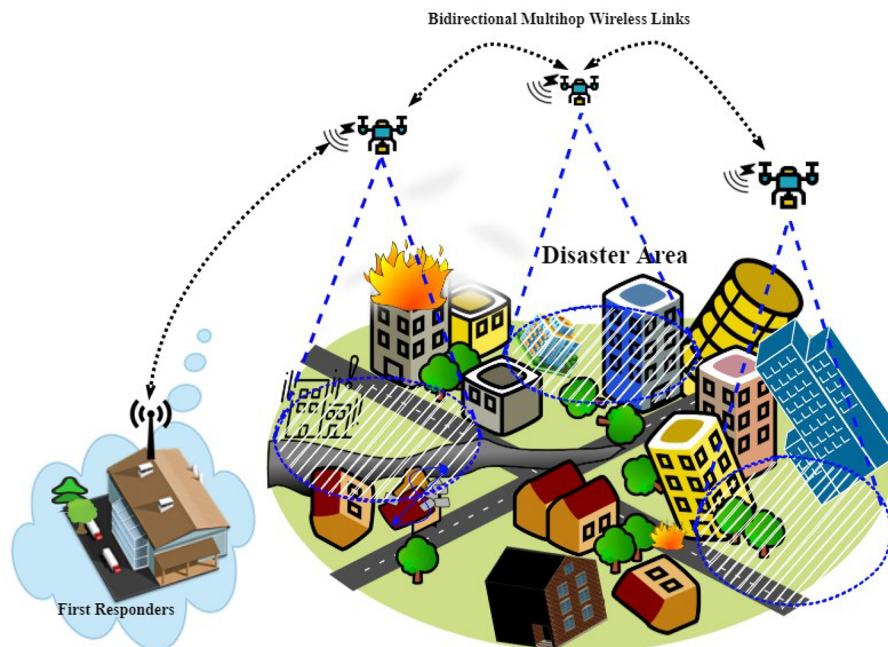 Bidirectional Multihop Wireless Links
Disaster Area
First Responders